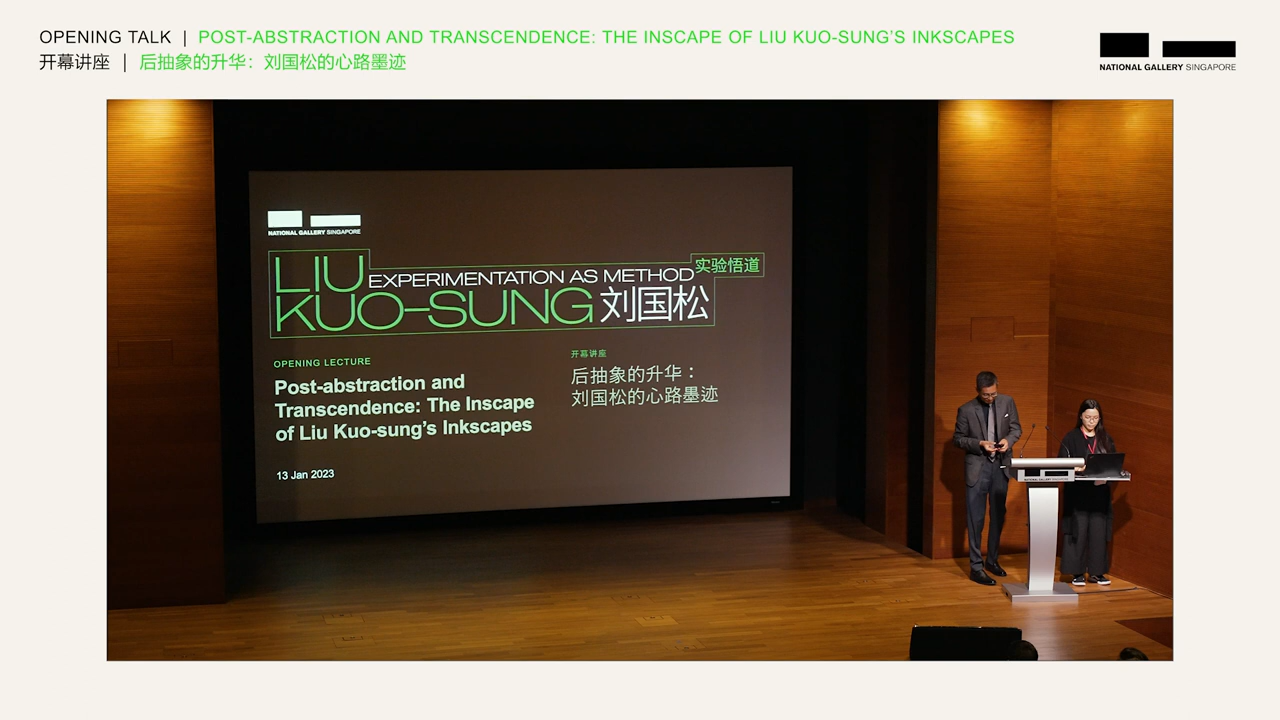 OPENING TALK | POST-ABSTRACTION AND TRANSCENDENCE: THE INSCAPE OF LIU KUO-SUNG'S INKSCAPES
开幕讲座 | 后抽象的升华：刘国松的心路墨迹
NATIONAL GALLERY SINGAPORE
NATIONAL GALLERY SINGAPORE
LIU EXPERIMENTATION AS METHOD 实验悟道
KUO-SUNG 刘国松
OPENING LECTURE
Post-abstraction and
Transcendence: The Inscape
of Liu Kuo-sung's Inkscapes
13 Jan 2023
开幕讲座
后抽象的升华：
刘国松的心路墨迹
NATIONAL GALLERY SINGAPORE